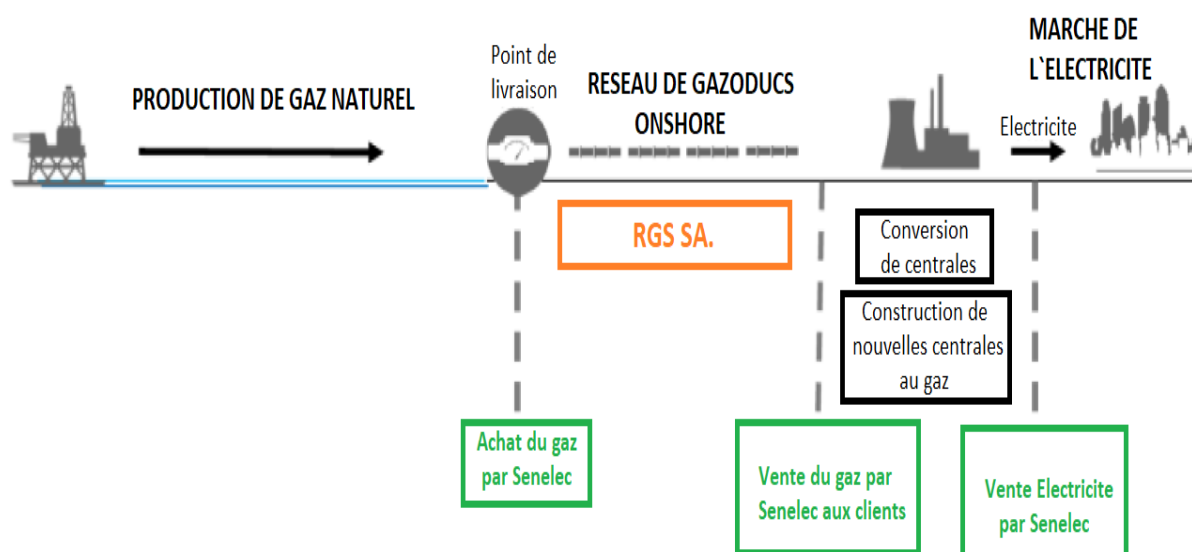 PRODUCTION DE GAZ NATUREL
Point de
livraison
RESEAU DE GAZODUCS
ONSHORE
Electricite
MARCHE DE
L`ELECTRICITE
RGS SA.
Conversion
de centrales
Construction de
nouvelles centrales
au gaz
Achat du gaz
par Senelec
Vente du gaz par
Senelec aux clients
Vente Electricite
par Senelec